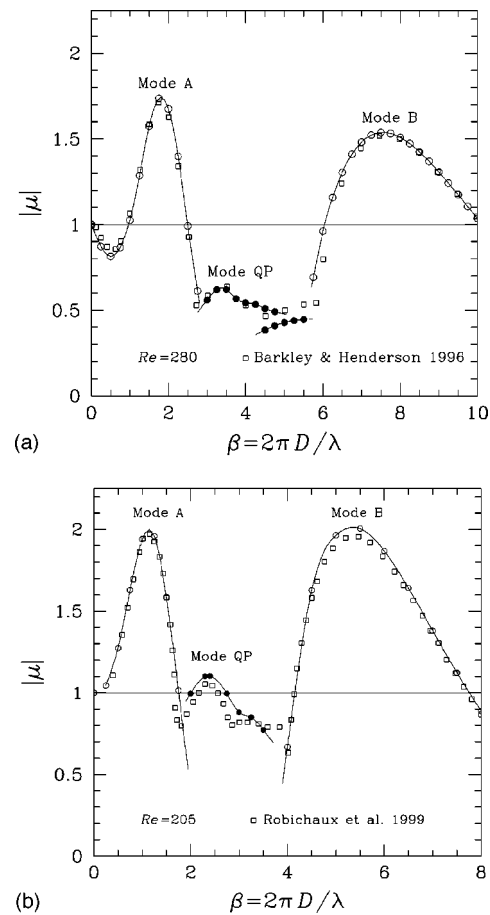 2
Mode A
Mode B
1.5
|μ|
1
Mode QP
0.5
Re=280
□ Barkley & Henderson 1996
0
0 2 4 6 8 10
(a)
β=2πD/λ
2
Mode A
Mode B
1.5
Mode QP
|μ|
1
0.5
Re=205
□ Robichaux et al. 1999
0
0 2 4 6 8
(b)
β=2πD/λ